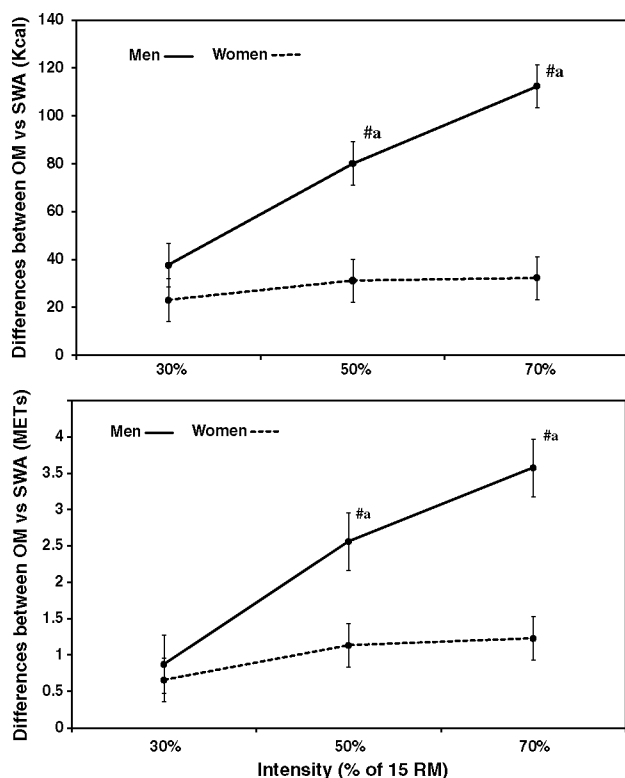 Differences between OM vs SWA (Kcal)
140
120
100
80
60
40
20
0
Men Women
#a
#a
30% 50% 70%
Differences between OM vs SWA (METs)
4
3.5
3
2.5
2
1.5
1
0.5
0
Men Women
#a
#a
30% 50% 70%
Intensity (% of 15 RM)